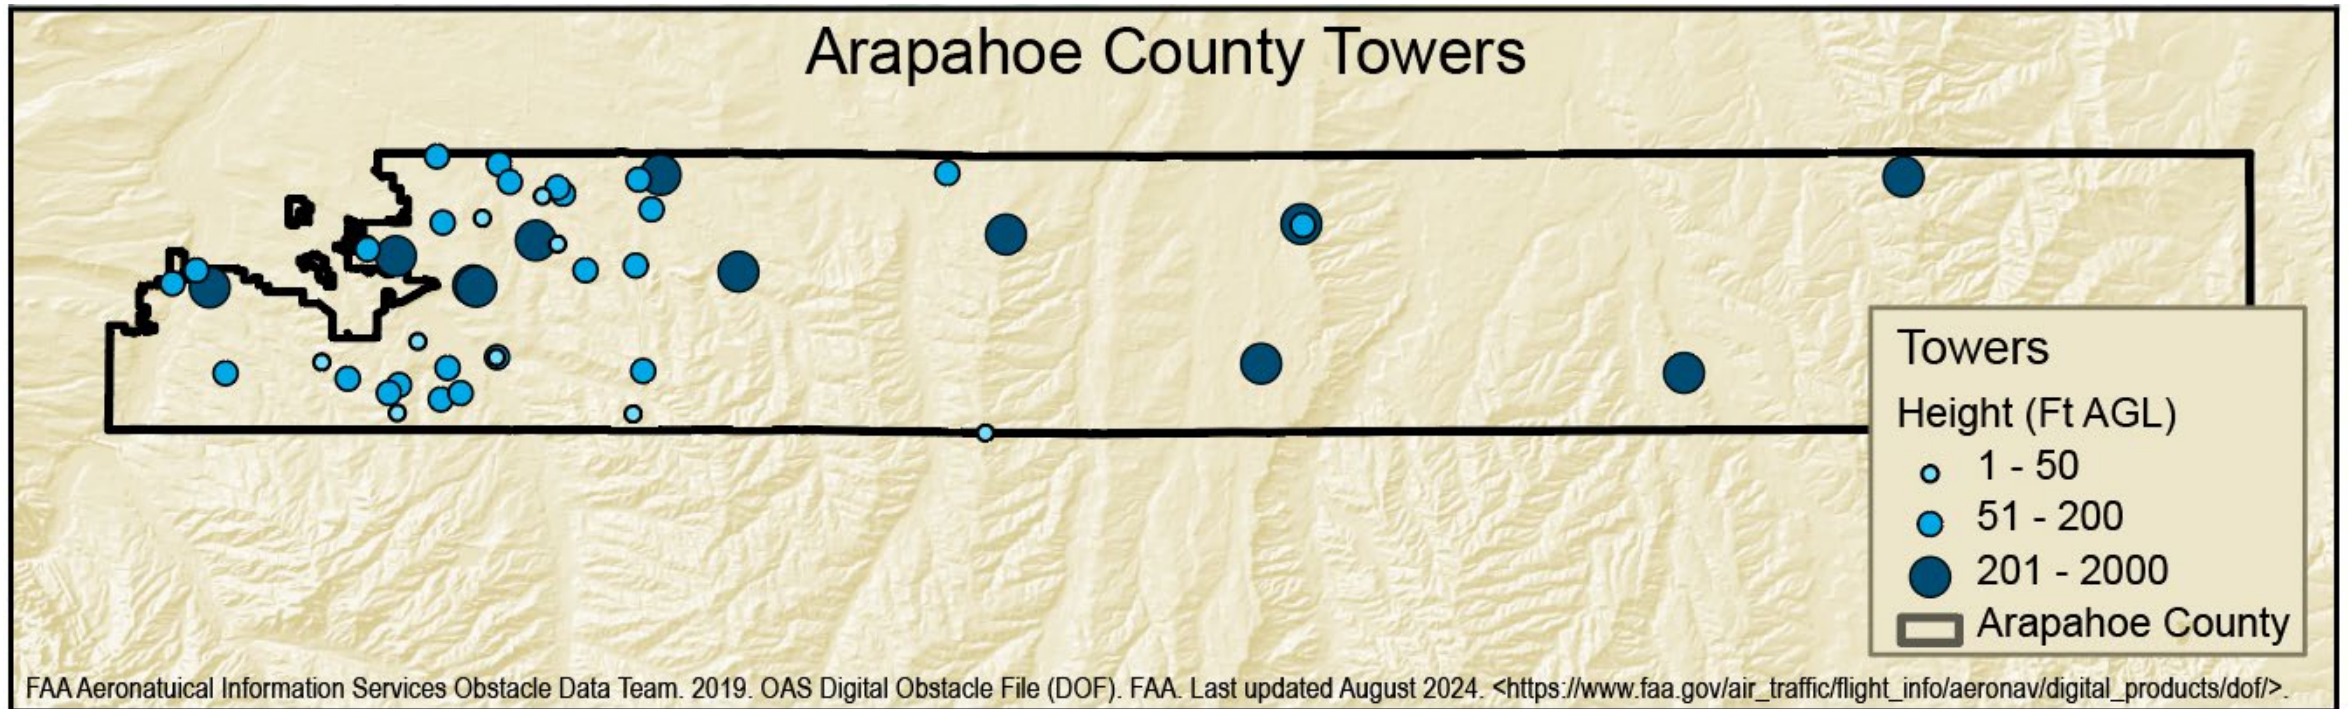 Arapahoe County Towers
Towers
Height (Ft AGL)
1 - 50
51 - 200
201 - 2000
Arapahoe County
FAA Aeronatuical Information Services Obstacle Data Team. 2019. OAS Digital Obstacle File (DOF). FAA. Last updated August 2024. <https://www.faa.gov/air_traffic/flight_info/aeronav/digital_products/dof/>.